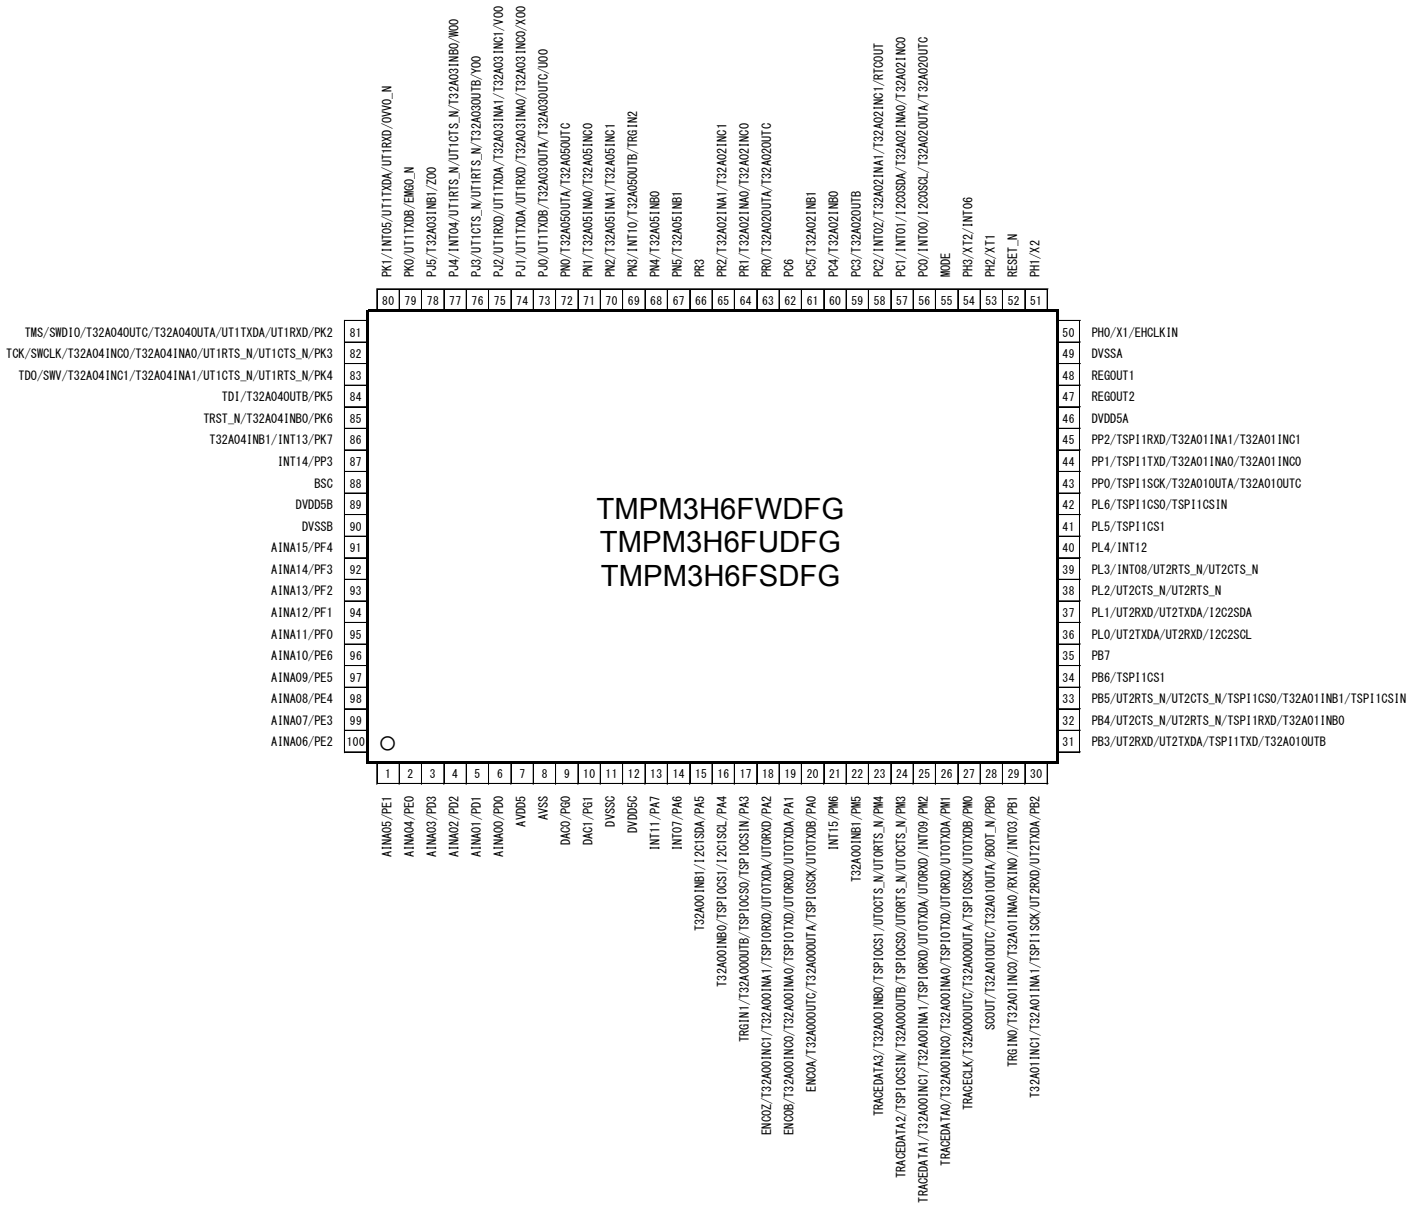 PK1/INT05/UT1TXDA/UT1RXD/OVV0_N
PK0/UT1TXDB/EMG0_N
PJ5/T32A03INB1/ZO0
PJ4/INT04/UT1RTS_N/UT1CTS_N/T32A03INB0/WO0
PJ3/UT1CTS_N/UT1RTS_N/T32A03OUTB/YO0
PJ2/UT1RXD/UT1TXDA/T32A03INA1/T32A03INC1/VO0
PJ1/UT1TXDA/UT1RXD/T32A03INA0/T32A03INC0/XO0
PJ0/UT1TXDB/T32A03OUTA/T32A03OUTC/UO0
PN0/T32A05OUTA/T32A05OUTC
PN1/T32A05INA0/T32A05INC0
PN2/T32A05INA1/T32A05INC1
PN3/INT10/T32A05OUTB/TRGIN2
PN4/T32A05INB0
PN5/T32A05INB1
PR3
PR2/T32A02INA1/T32A02INC1
PR1/T32A02INA0/T32A02INC0
PR0/T32A02OUTA/T32A02OUTC
PC6
PC5/T32A02INB1
PC4/T32A02INB0
PC3/T32A02OUTB
PC2/INT02/T32A02INA1/T32A02INC1/RTCOUT
PC1/INT01/I2C0SDA/T32A02INA0/T32A02INC0
PC0/INT00/I2C0SCL/T32A02OUTA/T32A02OUTC
MODE
PH3/XT2/INT06
PH2/XT1
RESET_N
PH1/X2
80 79 78 77 76 75 74 73 72 71 70 69 68 67 66 65 64 63 62 61 60 59 58 57 56 55 54 53 52 51
TMS/SWDIO/T32A04OUTC/T32A04OUTA/UT1TXDA/UT1RXD/PK2 81
TCK/SWCLK/T32A04INC0/T32A04INA0/UT1RTS_N/UT1CTS_N/PK3 82
TDO/SWV/T32A04INC1/T32A04INA1/UT1CTS_N/UT1RTS_N/PK4 83
TDI/T32A04OUTB/PK5 84
TRST_N/T32A04INB0/PK6 85
T32A04INB1/INT13/PK7 86
INT14/PP3 87
BSC 88
DVDD5B 89
DVSSB 90
AINA15/PF4 91
AINA14/PF3 92
AINA13/PF2 93
AINA12/PF1 94
AINA11/PF0 95
AINA10/PE6 96
AINA09/PE5 97
AINA08/PE4 98
AINA07/PE3 99
AINA06/PE2 100
TMPM3H6FWDFG
TMPM3H6FUDFG
TMPM3H6FSDFG
50 PH0/X1/EHCLKIN
49 DVSSA
48 REGOUT1
47 REGOUT2
46 DVDD5A
45 PP2/TSPI1RXD/T32A01INA1/T32A01INC1
44 PP1/TSPI1TXD/T32A01INA0/T32A01INC0
43 PP0/TSPI1SCK/T32A01OUTA/T32A01OUTC
42 PL6/TSPI1CS0/TSPI1CSIN
41 PL5/TSPI1CS1
40 PL4/INT12
39 PL3/INT08/UT2RTS_N/UT2CTS_N
38 PL2/UT2CTS_N/UT2RTS_N
37 PL1/UT2RXD/UT2TXDA/I2C2SDA
36 PL0/UT2TXDA/UT2RXD/I2C2SCL
35 PB7
34 PB6/TSPI1CS1
33 PB5/UT2RTS_N/UT2CTS_N/TSPI1CS0/T32A01INB1/TSPI1CSIN
32 PB4/UT2CTS_N/UT2RTS_N/TSPI1RXD/T32A01INB0
31 PB3/UT2RXD/UT2TXDA/TSPI1TXD/T32A01OUTB
1 2 3 4 5 6 7 8 9 10 11 12 13 14 15 16 17 18 19 20 21 22 23 24 25 26 27 28 29 30
AINA05/PE1
AINA04/PE0
AINA03/PD3
AINA02/PD2
AINA01/PD1
AINA00/PD0
AVDD5
AVSS
DAC0/PG0
DAC1/PG1
DVSSC
DVDD5C
INT11/PA7
INT07/PA6
T32A00INB1/I2C1SDA/PA5
T32A00INB0/TSPI0CS1/I2C1SCL/PA4
TRGIN1/T32A00OUTB/TSPI0CS0/TSPI0CSIN/PA3
ENC0Z/T32A00INC1/T32A00INA1/TSPI0RXD/UT0TXDA/UT0RXD/PA2
ENC0B/T32A00INC0/T32A00INA0/TSPI0TXD/UT0RXD/UT0TXDA/PA1
ENC0A/T32A00OUTC/T32A00OUTA/TSPI0SCK/UT0TXDB/PA0
INT15/PM6
T32A00INB1/PM5
TRACEDATA3/T32A00INB0/TSPI0CS1/UT0CTS_N/UT0RTS_N/PM4
TRACEDATA2/TSPI0CSIN/T32A00OUTB/TSPI0CS0/UT0RTS_N/UT0CTS_N/PM3
TRACEDATA1/T32A00INC1/T32A00INA1/TSPI0RXD/UT0TXDA/UT0RXD/INT09/PM2
TRACEDATA0/T32A00INC0/T32A00INA0/TSPI0TXD/UT0RXD/UT0TXDA/PM1
TRACECLK/T32A00OUTC/T32A00OUTA/TSPI0SCK/UT0TXDB/PM0
SCOUT/T32A01OUTC/T32A01OUTA/BOOT_N/PB0
TRGIN0/T32A01INC0/T32A01INA0/RXIN0/INT03/PB1
T32A01INC1/T32A01INA1/TSPI1SCK/UT2RXD/UT2TXDA/PB2